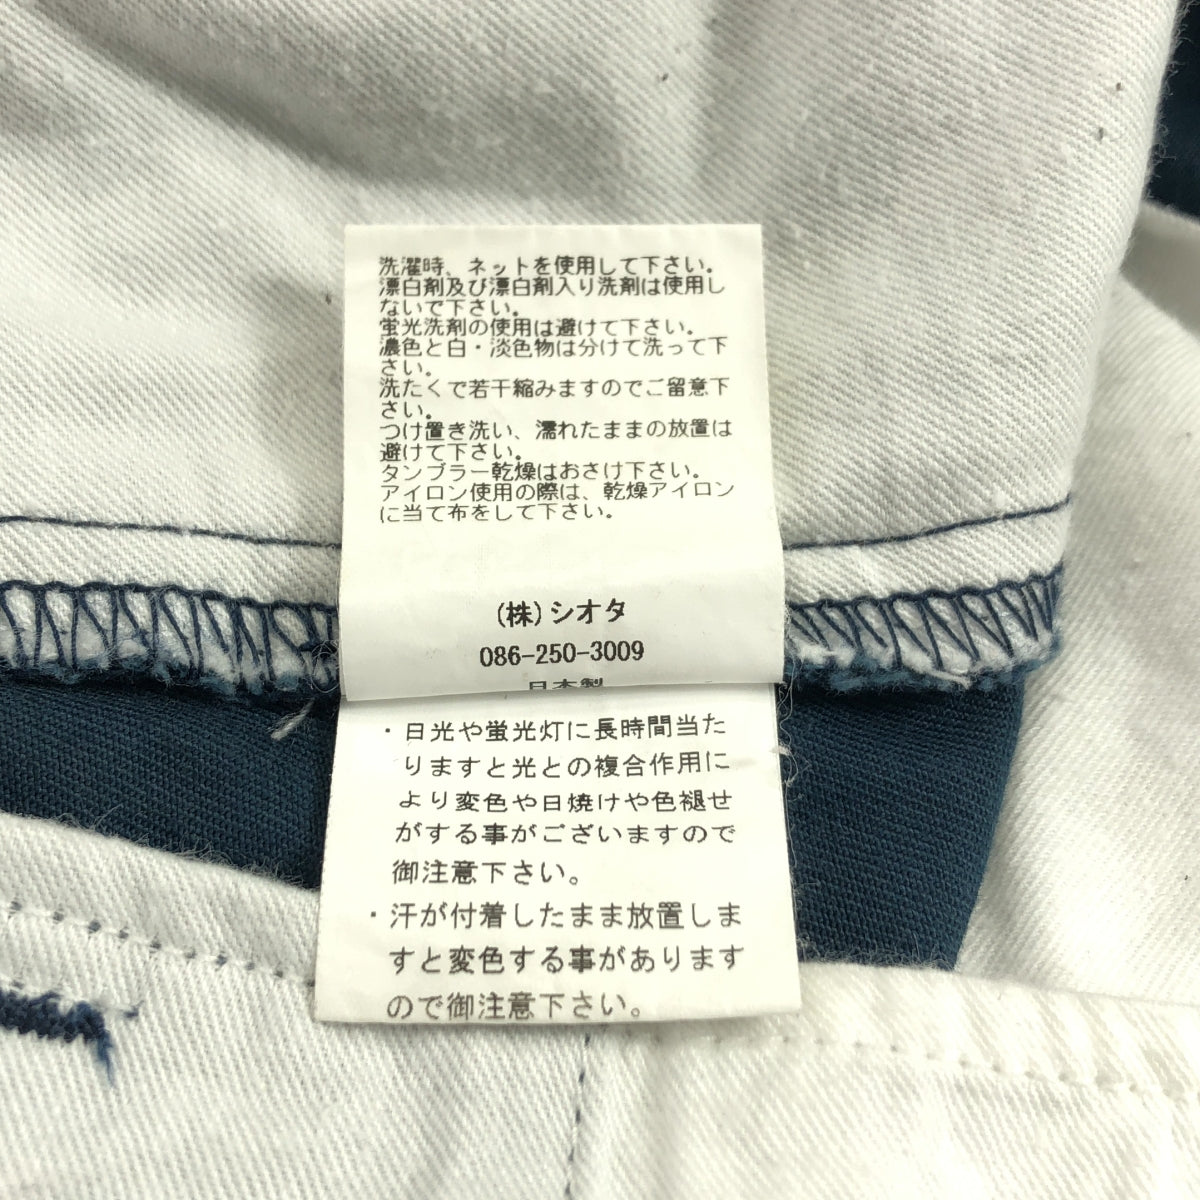 洗濯時、ネットを使用して下さい。
漂白剤及び漂白剤入り洗剤は使用し
ないで下さい。
蛍光洗剤の使用は避けて下さい。
濃色と白・淡色物は分けて洗って下
さい。
洗たくで若干縮みますのでご留意下
さい。
つけ置き洗い、濡れたままの放置は
避けて下さい。
タンブラー乾燥はおさけ下さい。
アイロン使用の際は、乾燥アイロン
に当て布をして下さい。
(株)シオタ
086-250-3009
日本製
・日光や蛍光灯に長時間当た
りますと光との複合作用に
より変色や日焼けや色褪せ
がする事がございますので
御注意下さい。
・汗が付着したまま放置しま
すと変色する事があります
ので御注意下さい。